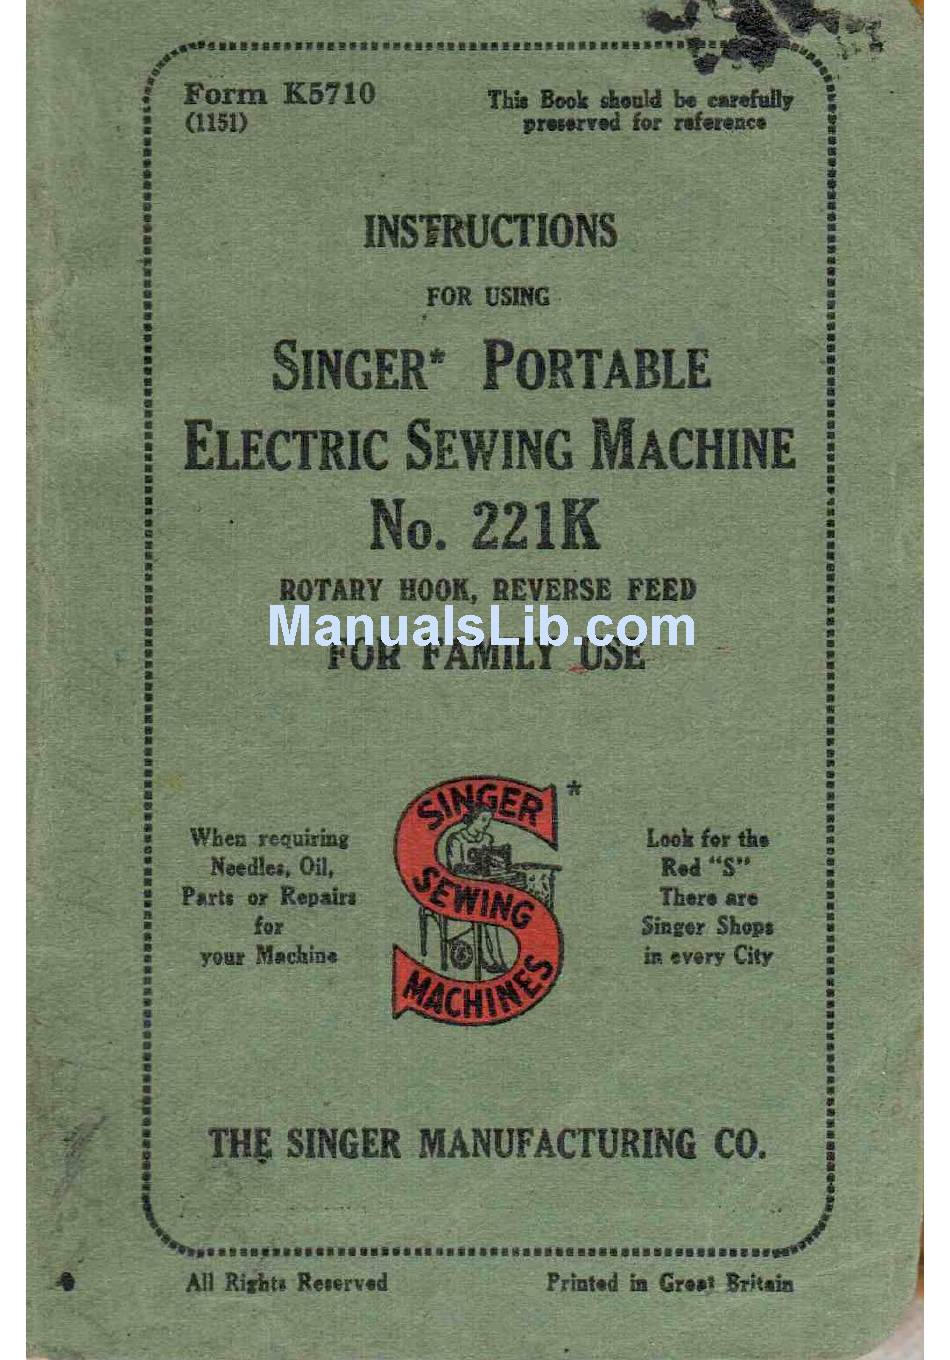 Form K5710
(1151)
This Book should be carefully
preserved for reference
INSTRUCTIONS
FOR USING
SINGER* PORTABLE
ELECTRIC SEWING MACHINE
No. 221K
ROTARY HOOK, REVERSE FEED
ManualsLib.com
FOR FAMILY USE
When requiring
Needles, Oil,
Parts or Repairs
for
your Machine
SINGER
SEWING
MACHINES
*
Look for the
Red "S"
There are
Singer Shops
in every City
THE SINGER MANUFACTURING CO.
All Rights Reserved
Printed in Great Britain